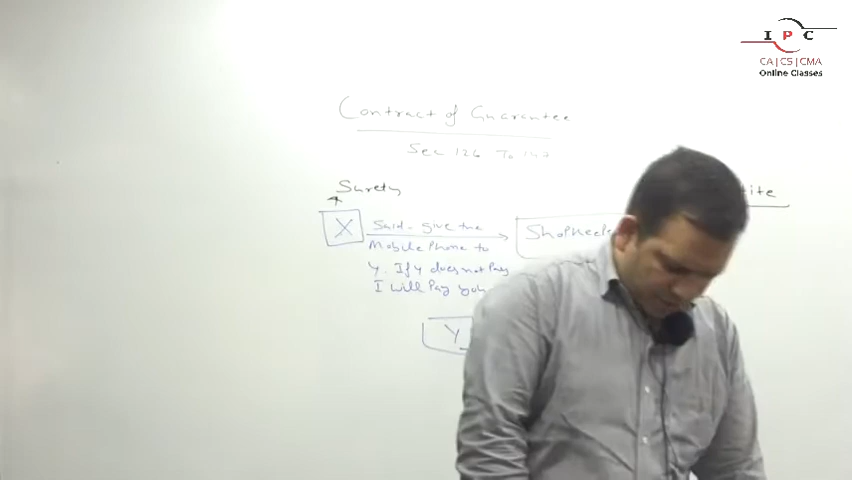 I P C
CA|CS|CMA
Online Classes
Contract of Guarantee
Sec 126 To 147
Surety
X
Said - give the
Mobile Phone to
Y. If Y does not Pay
I will Pay you
Shopkeeper
Y